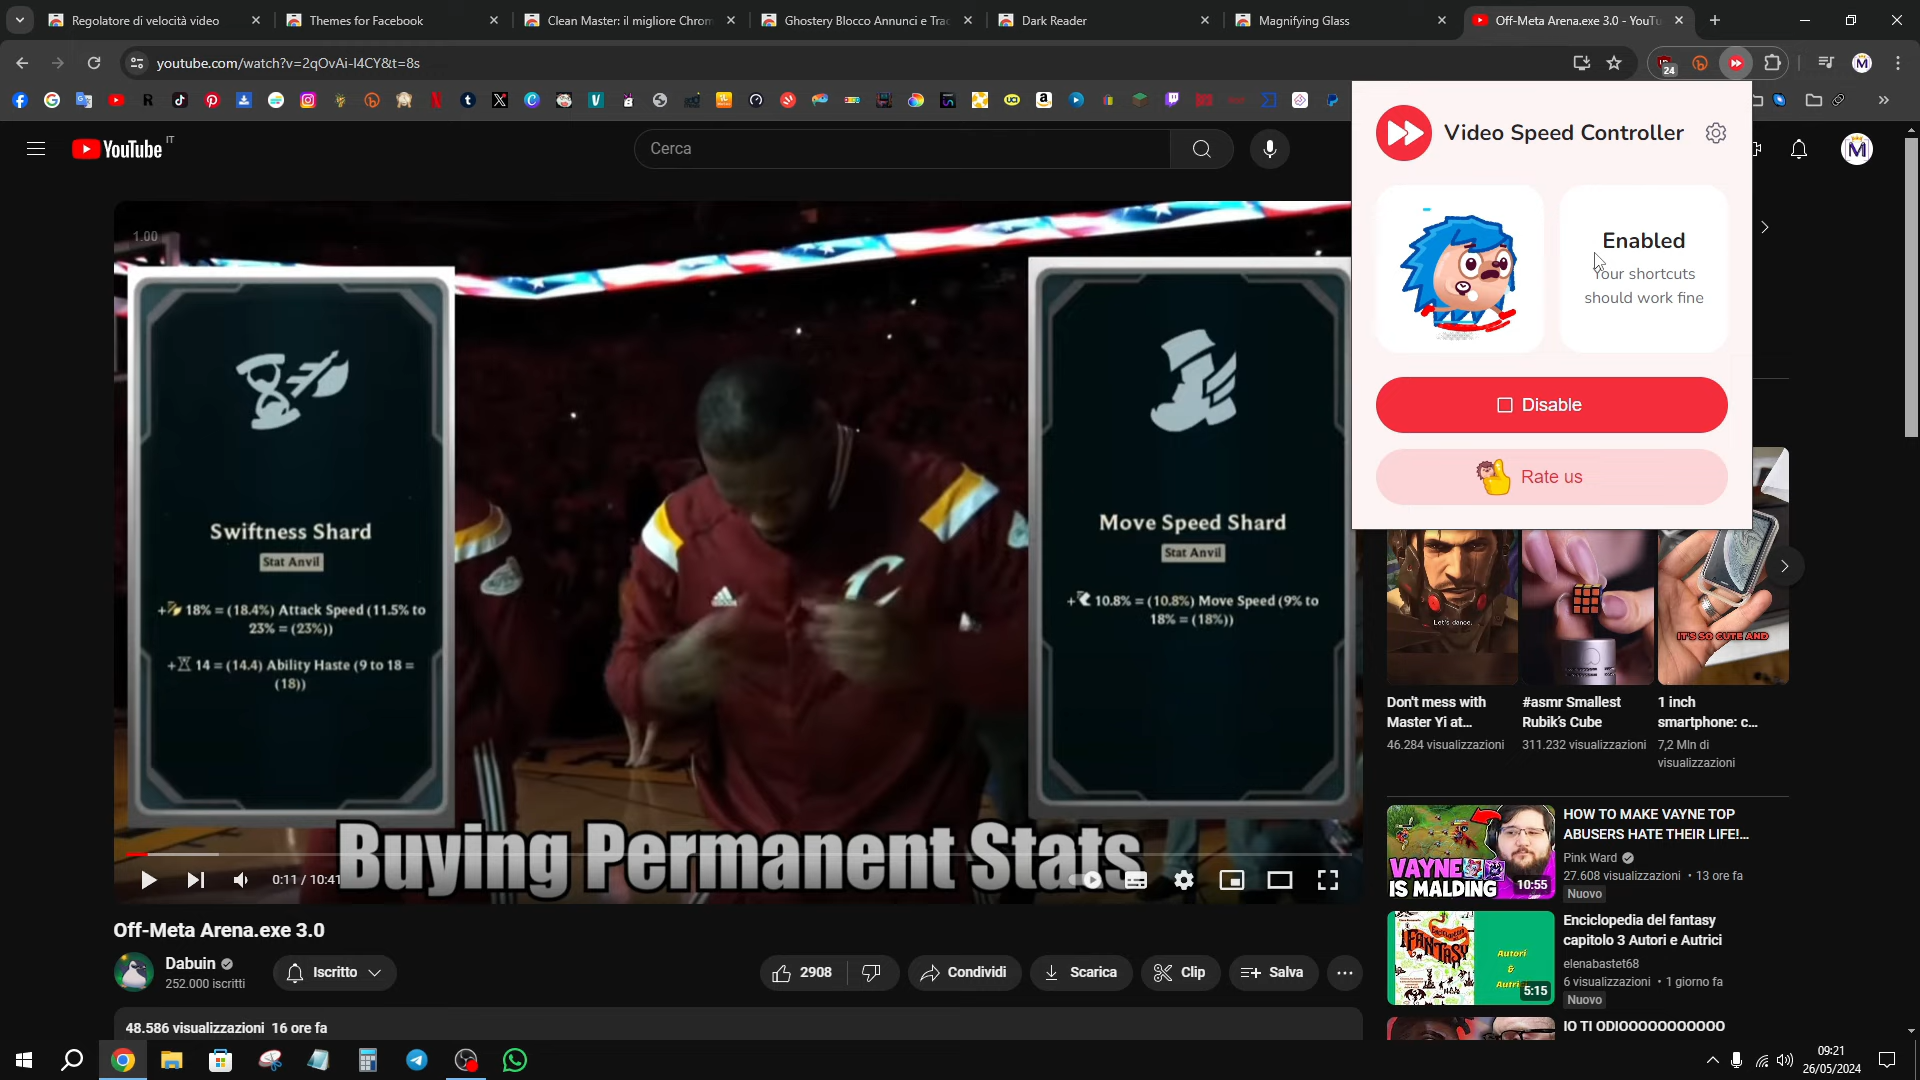 Regolatore di velocità video
Themes for Facebook
Clean Master: il migliore Chrom
Ghostery Blocco Annunci e Trac
Dark Reader
Magnifying Glass
Off-Meta Arena.exe 3.0 - YouTu
youtube.com/watch?v=2qOvAi-l4CY&t=8s
24
YouTube IT
Cerca
Video Speed Controller
Enabled
Your shortcuts
should work fine
Disable
Rate us
1.00
Swiftness Shard
Stat Anvil
+ 18% = (18.4%) Attack Speed (11.5% to
23% = (23%))
+ 14 = (14.4) Ability Haste (9 to 18 =
(18))
Move Speed Shard
Stat Anvil
+ 10.8% = (10.8%) Move Speed (9% to
18% = (18%))
Buying Permanent Stats
0:11 / 10:41
Off-Meta Arena.exe 3.0
Dabuin
252.000 iscritti
Iscritto
2908
Condividi
Scarica
Clip
Salva
48.586 visualizzazioni 16 ore fa
Let's dance.
IT'S SO CUTE AND
Don't mess with
Master Yi at...
46.284 visualizzazioni
#asmr Smallest
Rubik's Cube
311.232 visualizzazioni
1 inch
smartphone: c...
7,2 Mln di
visualizzazioni
VAYNE
IS MALDING
10:55
HOW TO MAKE VAYNE TOP
ABUSERS HATE THEIR LIFE!...
Pink Ward
27.608 visualizzazioni • 13 ore fa
Nuovo
FANTASY
Autori
&
Autri
5:15
Enciclopedia del fantasy
capitolo 3 Autori e Autrici
elenabastet68
6 visualizzazioni • 1 giorno fa
Nuovo
IO TI ODIOOOOOOOOOOO
09:21
26/05/2024